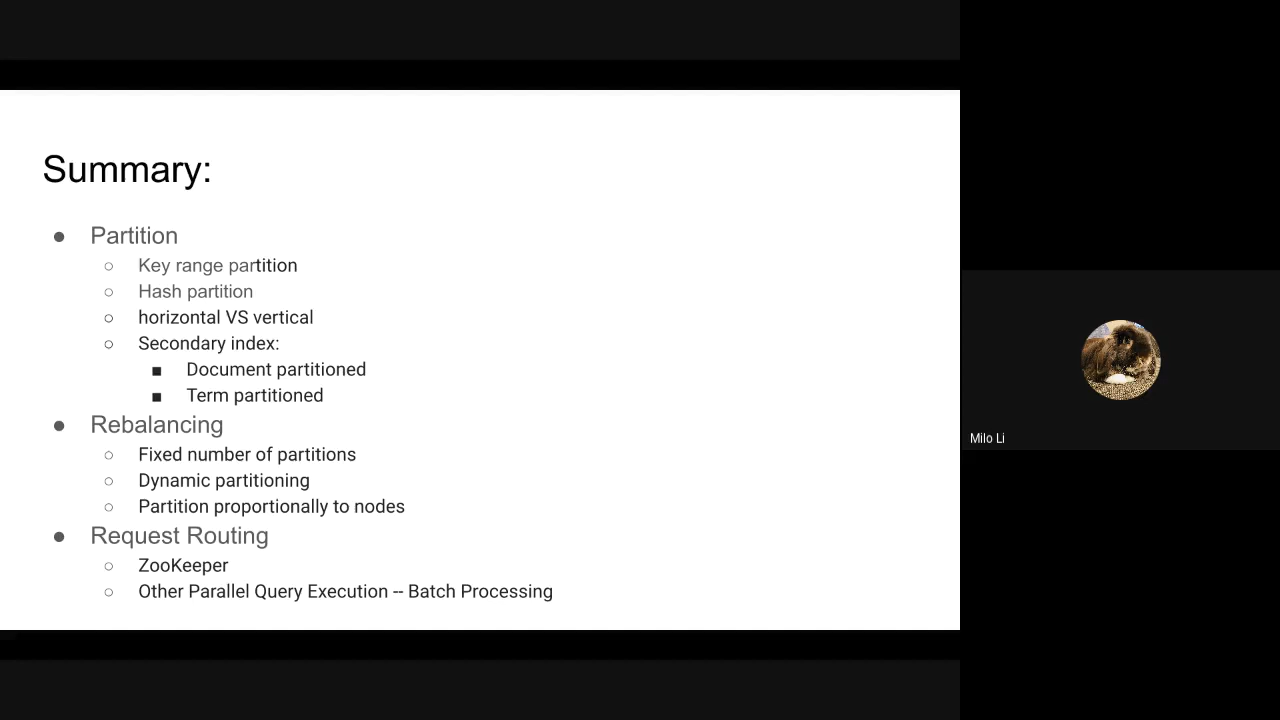 Summary:
● Partition
○ Key range partition
○ Hash partition
○ horizontal VS vertical
○ Secondary index:
■ Document partitioned
■ Term partitioned
● Rebalancing
○ Fixed number of partitions
○ Dynamic partitioning
○ Partition proportionally to nodes
● Request Routing
○ ZooKeeper
○ Other Parallel Query Execution -- Batch Processing
Milo Li